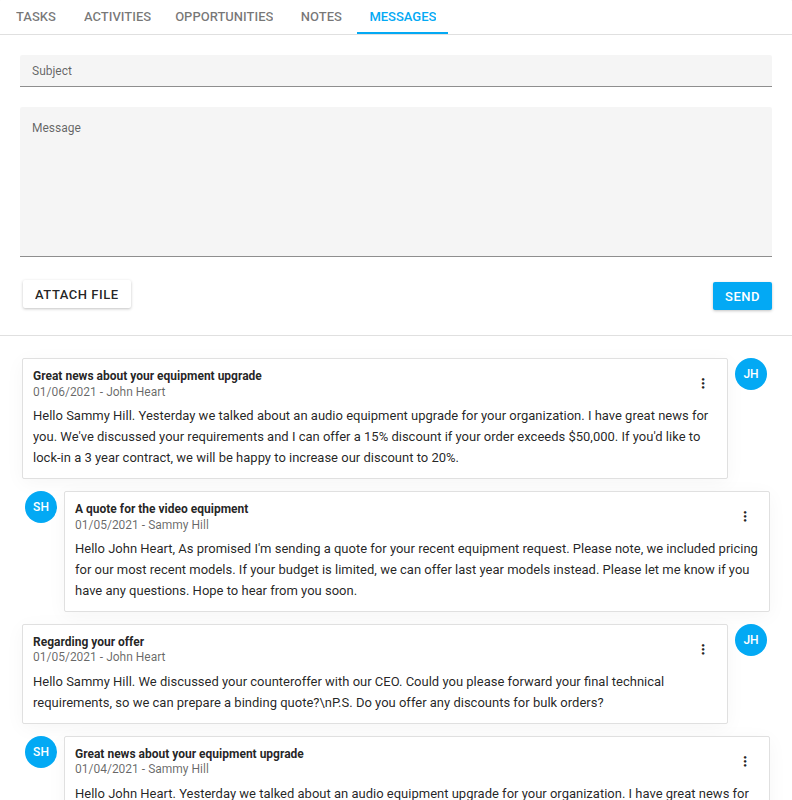 TASKS ACTIVITIES OPPORTUNITIES NOTES MESSAGES
Subject
Message
ATTACH FILE SEND
Great news about your equipment upgrade
JH
01/06/2021 - John Heart
Hello Sammy Hill. Yesterday we talked about an audio equipment upgrade for your organization. I have great news for
you. We've discussed your requirements and I can offer a 15% discount if your order exceeds $50,000. If you'd like to
lock-in a 3 year contract, we will be happy to increase our discount to 20%.
SH
A quote for the video equipment
01/05/2021 - Sammy Hill
Hello John Heart, As promised I'm sending a quote for your recent equipment request. Please note, we included pricing
for our most recent models. If your budget is limited, we can offer last year models instead. Please let me know if you
have any questions. Hope to hear from you soon.
Regarding your offer
JH
01/05/2021 - John Heart
Hello Sammy Hill. We discussed your counteroffer with our CEO. Could you please forward your final technical
requirements, so we can prepare a binding quote?\nP.S. Do you offer any discounts for bulk orders?
SH
Great news about your equipment upgrade
01/04/2021 - Sammy Hill
Hello John Heart. Yesterday we talked about an audio equipment upgrade for your organization. I have great news for